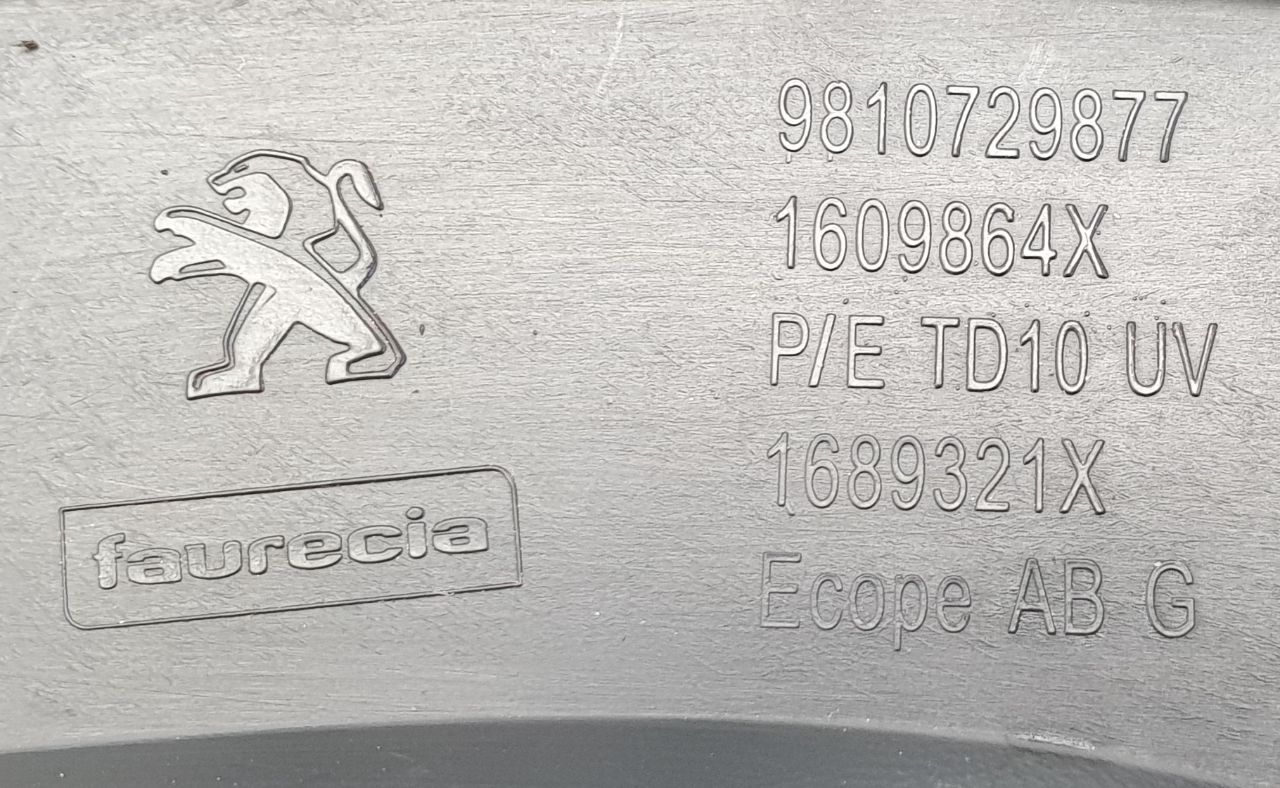 9810729877
1609864X
P/E TD10 UV
1689321X
Ecope AB G
faurecia